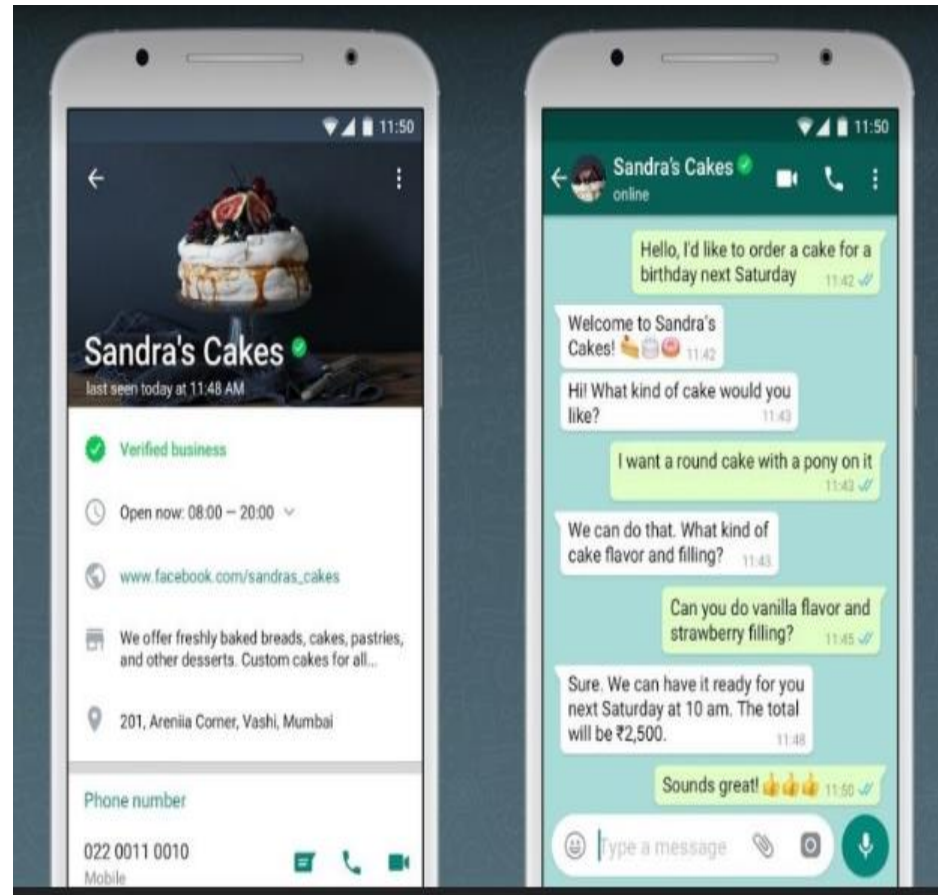 11:50
Sandra's Cakes
last seen today at 11:48 AM
Verified business
Open now: 08:00 – 20:00
www.facebook.com/sandras_cakes
We offer freshly baked breads, cakes, pastries,
and other desserts. Custom cakes for all...
201, Areniia Corner, Vashi, Mumbai
Phone number
022 0011 0010
Mobile
11:50
Sandra's Cakes
online
Hello, I'd like to order a cake for a
birthday next Saturday 11:42
Welcome to Sandra's
Cakes! 🍰🎂🍩 11:42
Hi! What kind of cake would you
like? 11:43
I want a round cake with a pony on it
11:43
We can do that. What kind of
cake flavor and filling? 11:43
Can you do vanilla flavor and
strawberry filling? 11:45
Sure. We can have it ready for you
next Saturday at 10 am. The total
will be ₹2,500. 11:48
Sounds great! 👍👍👍 11:50
Type a message